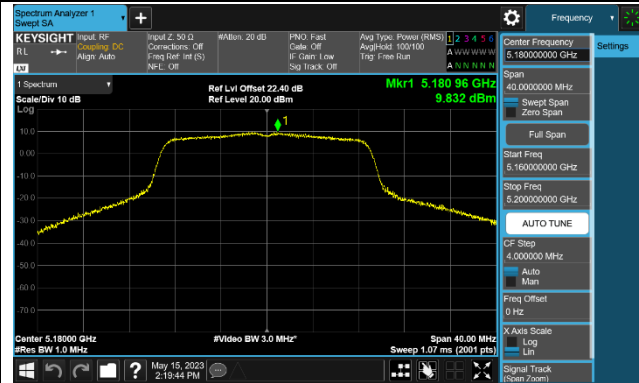 Spectrum Analyzer 1
Swept SA
Frequency
KEYSIGHT
Input: RF
Input Z: 50 Ω
#Atten: 20 dB
PNO: Fast
Avg Type: Power (RMS)
1 2 3 4 5 6
RL
Coupling: DC
Corrections: Off
Gate: Off
Avg|Hold: 100/100
A W W W W W
Align: Auto
Freq Ref: Int (S)
IF Gain: Low
Trig: Free Run
NFE: Off
Sig Track: Off
A N N N N N
LXI
1 Spectrum
Ref Lvl Offset 22.40 dB
Mkr1 5.180 96 GHz
Scale/Div 10 dB
Ref Level 20.00 dBm
9.832 dBm
Log
1
10.0
0.00
-10.0
-20.0
-30.0
-40.0
-50.0
-60.0
-70.0
Center 5.18000 GHz
#Video BW 3.0 MHz*
Span 40.00 MHz
#Res BW 1.0 MHz
Sweep 1.07 ms (2001 pts)
May 15, 2023
2:19:44 PM
Center Frequency
5.180000000 GHz
Settings
Span
40.0000000 MHz
Swept Span
Zero Span
Full Span
Start Freq
5.160000000 GHz
Stop Freq
5.200000000 GHz
AUTO TUNE
CF Step
4.000000 MHz
Auto
Man
Freq Offset
0 Hz
X Axis Scale
Log
Lin
Signal Track
(Span Zoom)